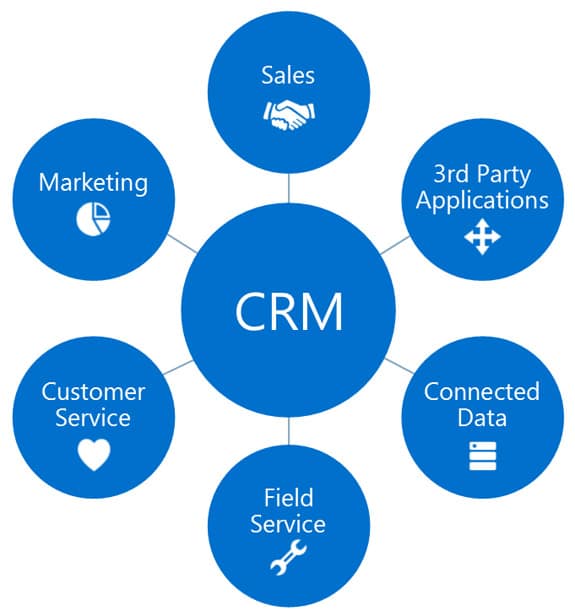 Sales
Marketing
3rd Party
Applications
CRM
Customer
Service
Connected
Data
Field
Service